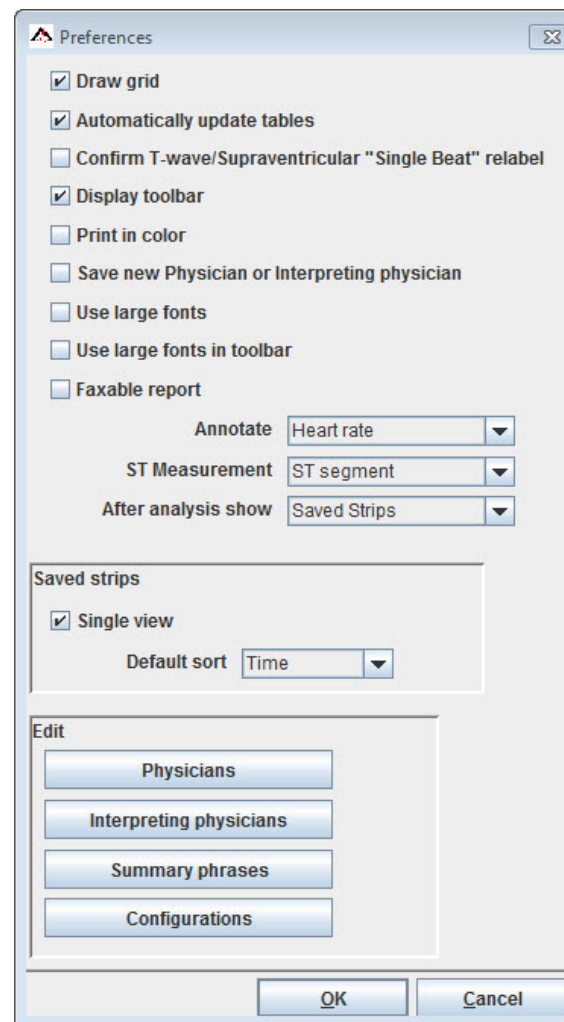 Preferences
Draw grid
Automatically update tables
Confirm T-wave/Supraventricular "Single Beat" relabel
Display toolbar
Print in color
Save new Physician or Interpreting physician
Use large fonts
Use large fonts in toolbar
Faxable report
Annotate Heart rate
ST Measurement ST segment
After analysis show Saved Strips
Saved strips
Single view
Default sort Time
Edit
Physicians
Interpreting physicians
Summary phrases
Configurations
OK Cancel